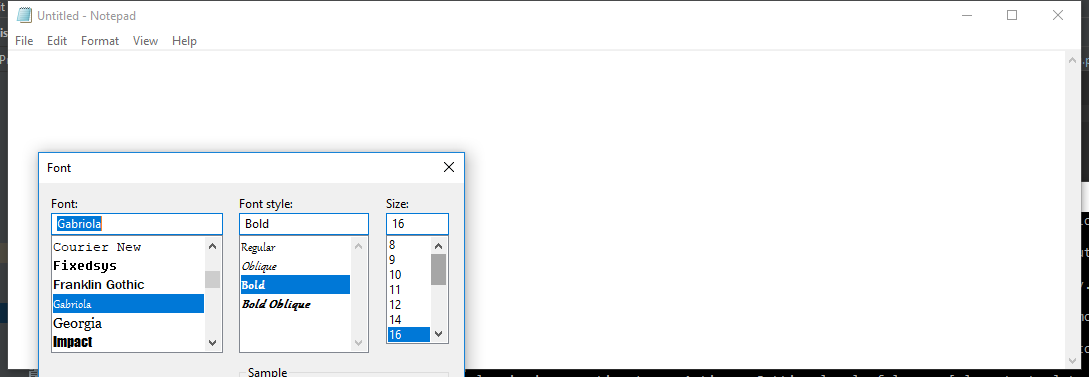 Untitled - Notepad
File Edit Format View Help
Font
Font: Font style: Size:
Gabriola Bold 16
Courier New
Fixedsys
Franklin Gothic
Gabriola
Georgia
Impact
Regular
Oblique
Bold
Bold Oblique
8
9
10
11
12
14
16
Sample